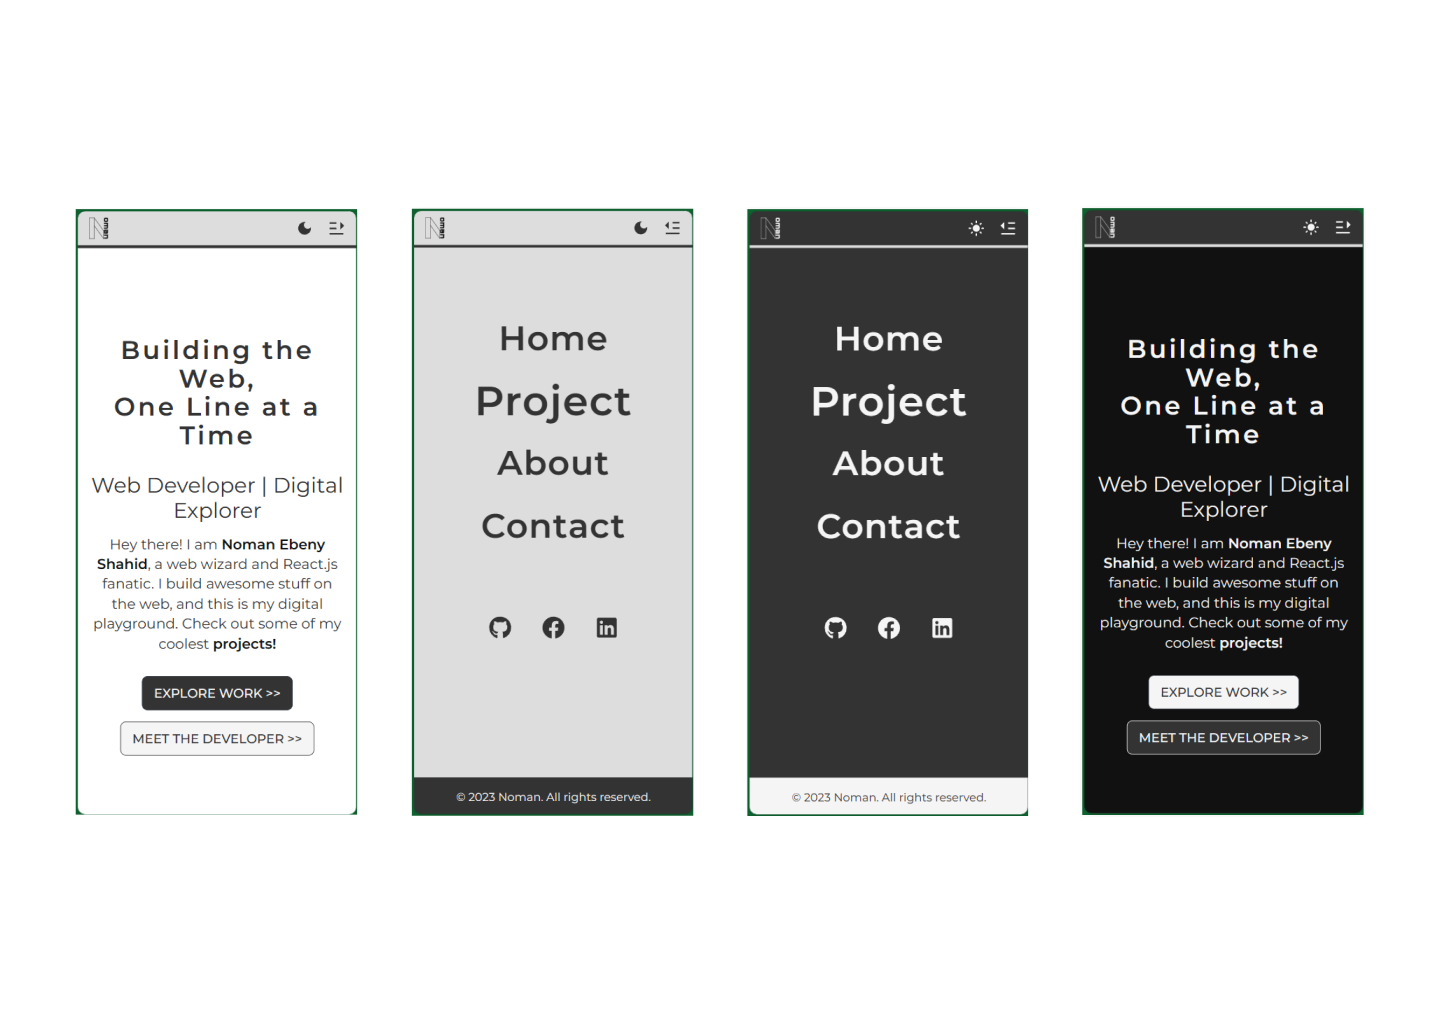 Noman
Building the
Web,
One Line at a
Time
Web Developer | Digital
Explorer
Hey there! I am Noman Ebeny
Shahid, a web wizard and React.js
fanatic. I build awesome stuff on
the web, and this is my digital
playground. Check out some of my
coolest projects!
EXPLORE WORK >>
MEET THE DEVELOPER >>
Noman
Home
Project
About
Contact
© 2023 Noman. All rights reserved.
Noman
Home
Project
About
Contact
© 2023 Noman. All rights reserved.
Noman
Building the
Web,
One Line at a
Time
Web Developer | Digital
Explorer
Hey there! I am Noman Ebeny
Shahid, a web wizard and React.js
fanatic. I build awesome stuff on
the web, and this is my digital
playground. Check out some of my
coolest projects!
EXPLORE WORK >>
MEET THE DEVELOPER >>